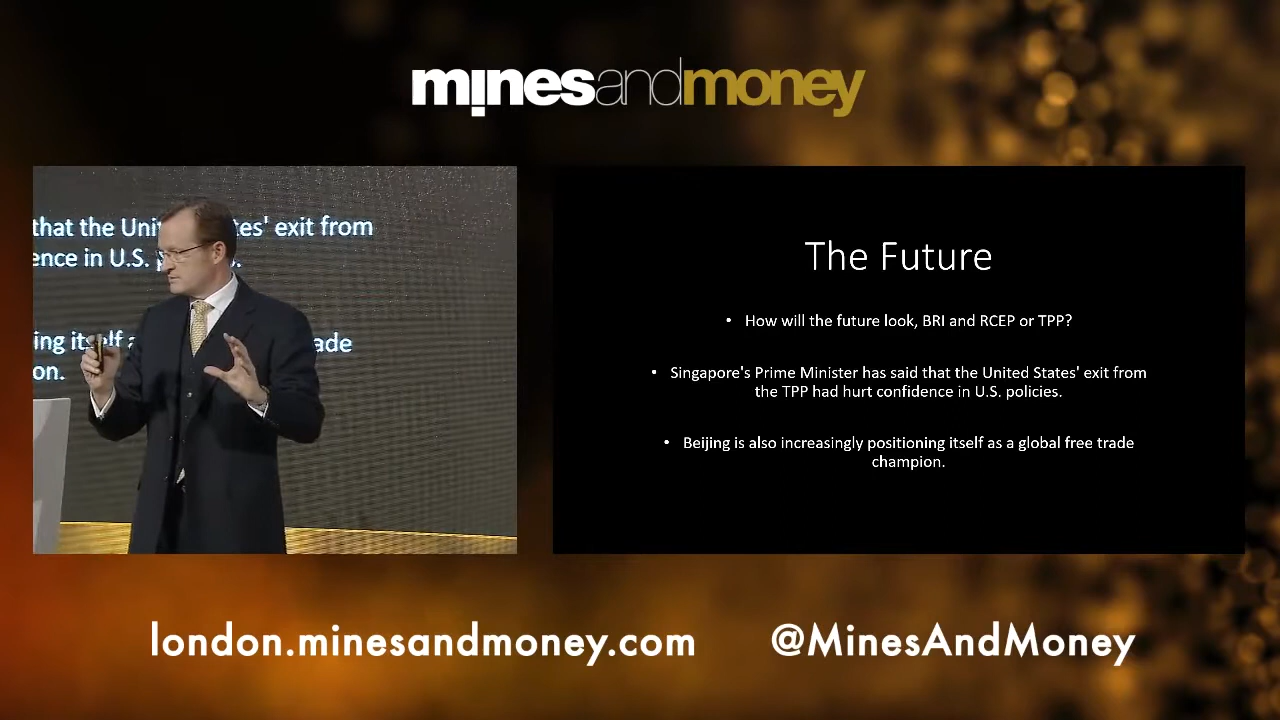 minesandmoney
that the Uni tes' exit from
ence in U.S.
ing itself a ade
on.
The Future
• How will the future look, BRI and RCEP or TPP?
• Singapore's Prime Minister has said that the United States' exit from
the TPP had hurt confidence in U.S. policies.
• Beijing is also increasingly positioning itself as a global free trade
champion.
london.minesandmoney.com
@MinesAndMoney